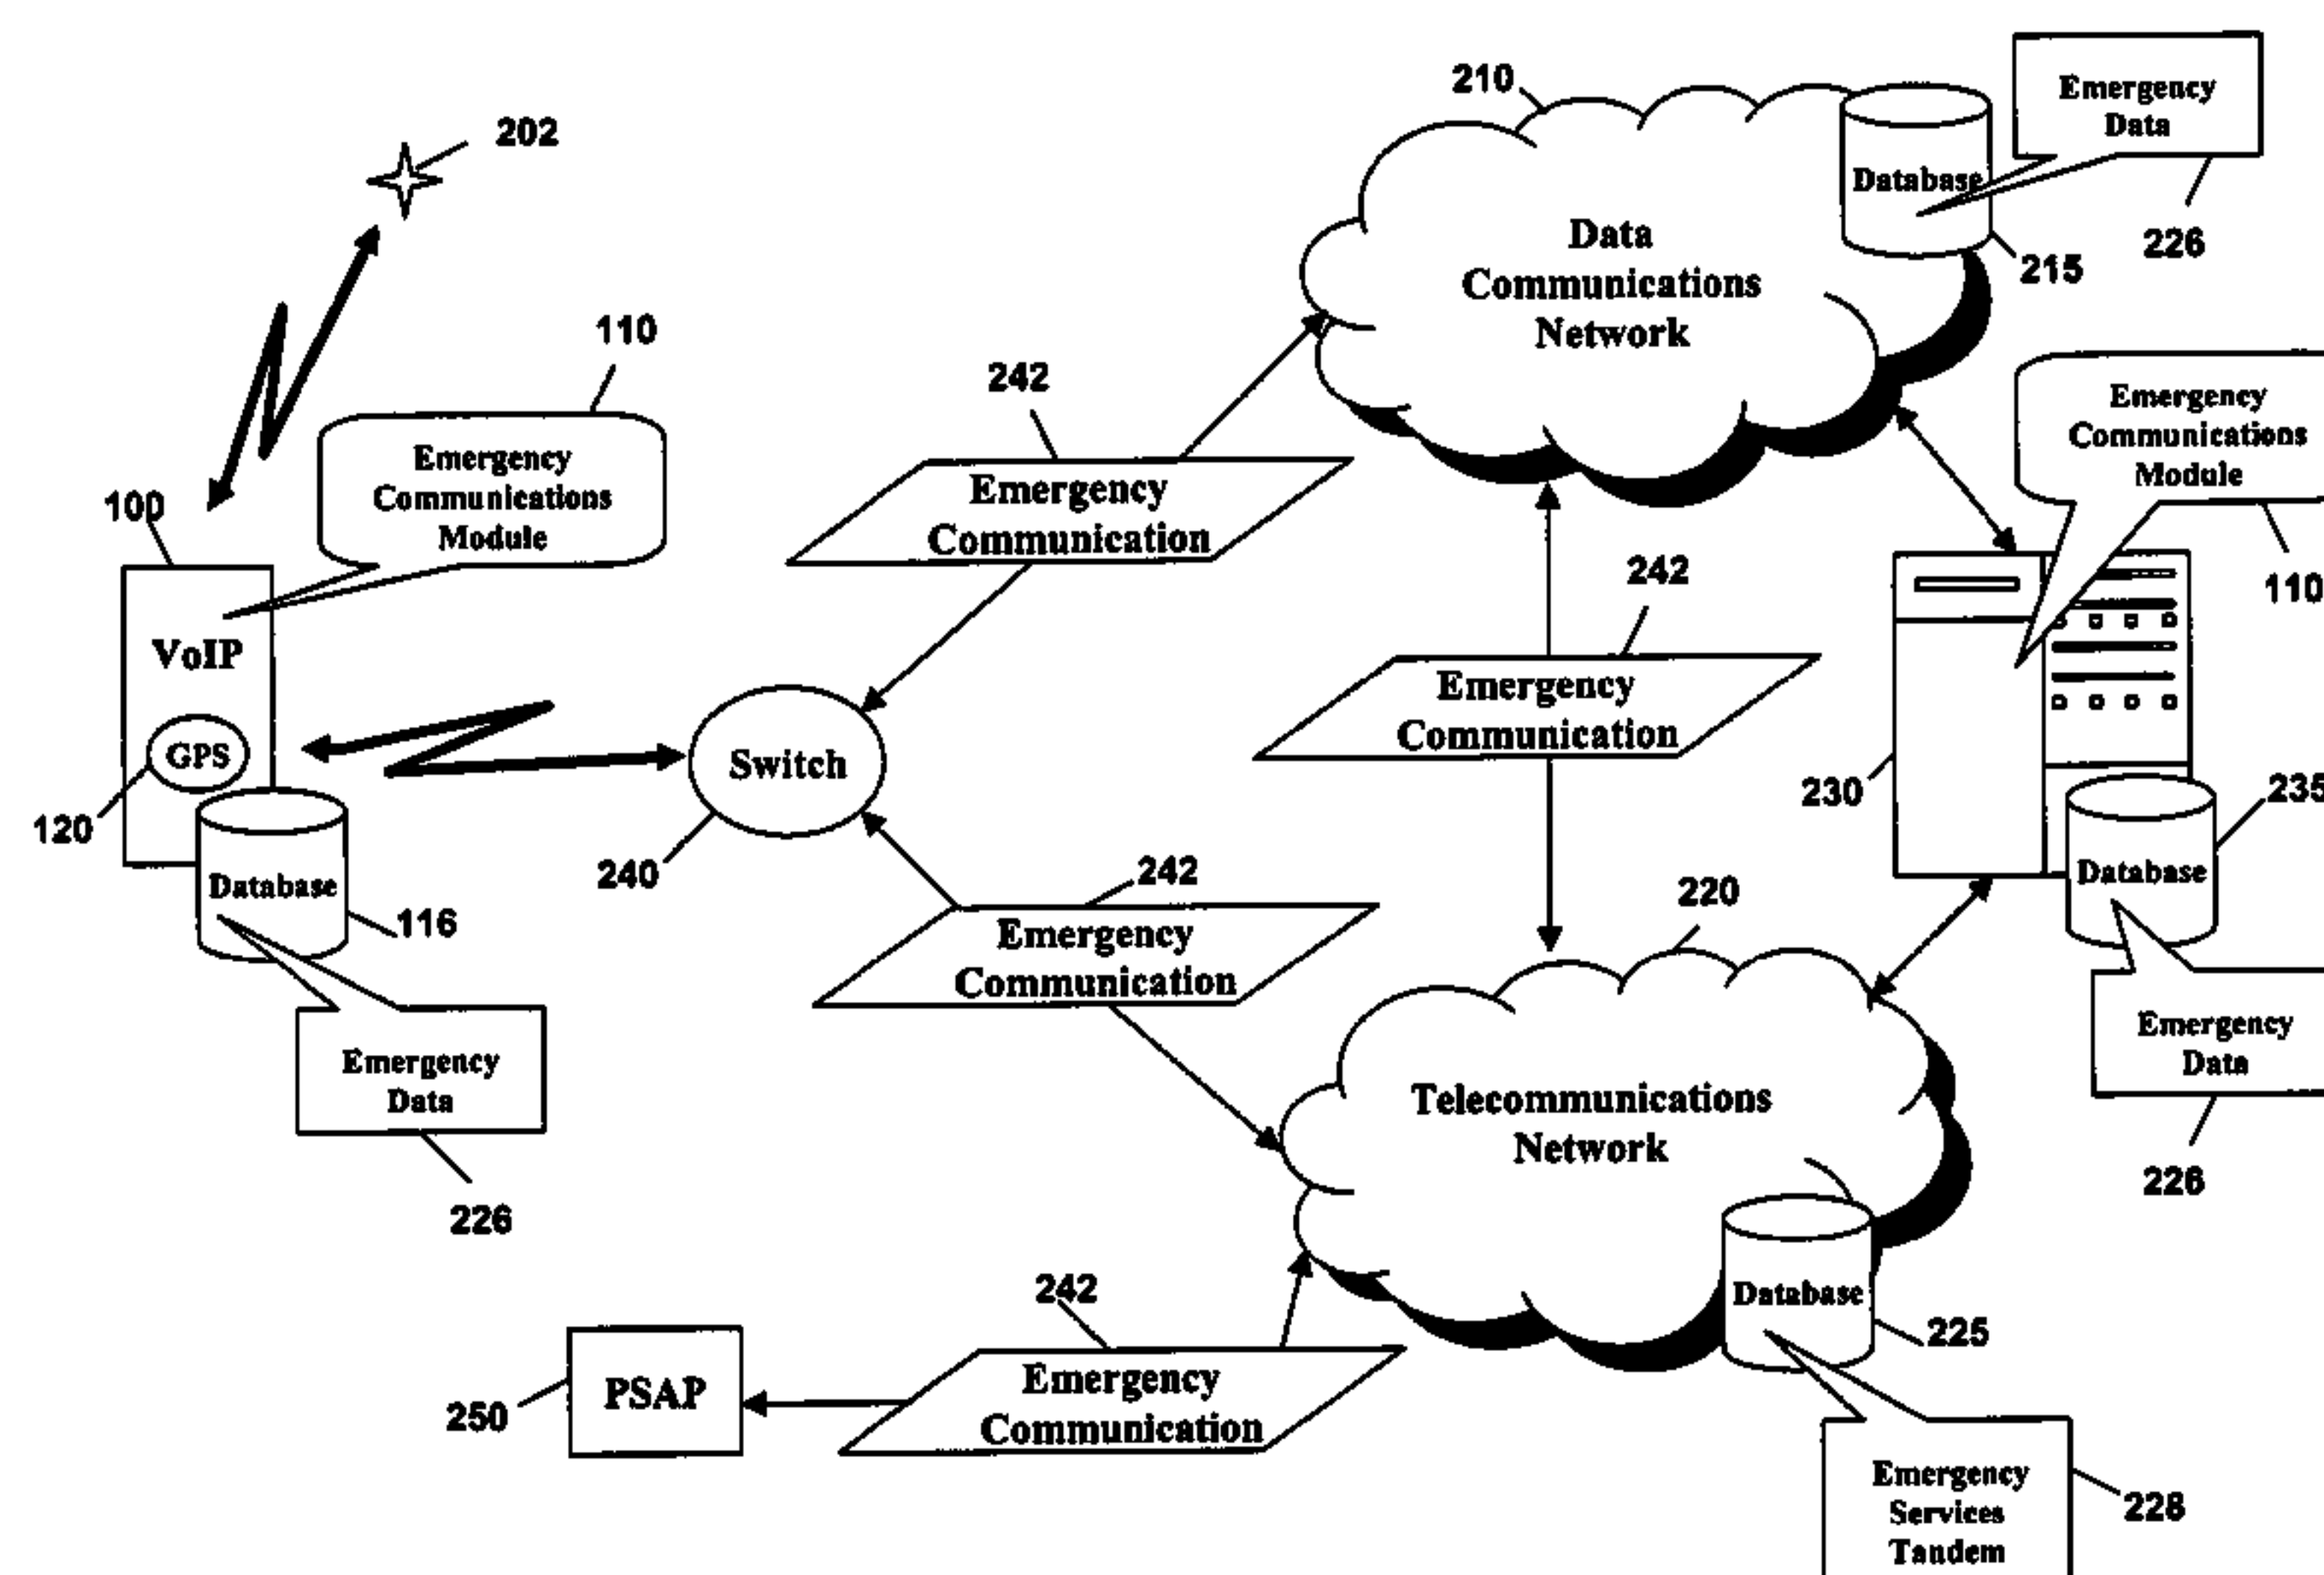 210
Emergency
Data
202
Database
Data
Communications
Network
226
215
110
242
Emergency
Communications
Module
Emergency
Communications
Module
100
Emergency
Communication
242
110
VoIP
Emergency
Communication
GPS
Switch
230
235
120
240
242
Database
Database
220
116
Emergency
Communication
Emergency
Data
Emergency
Data
Telecommunications
Network
226
226
242
Database
225
PSAP
250
Emergency
Communication
Emergency
Services
Tandem
228